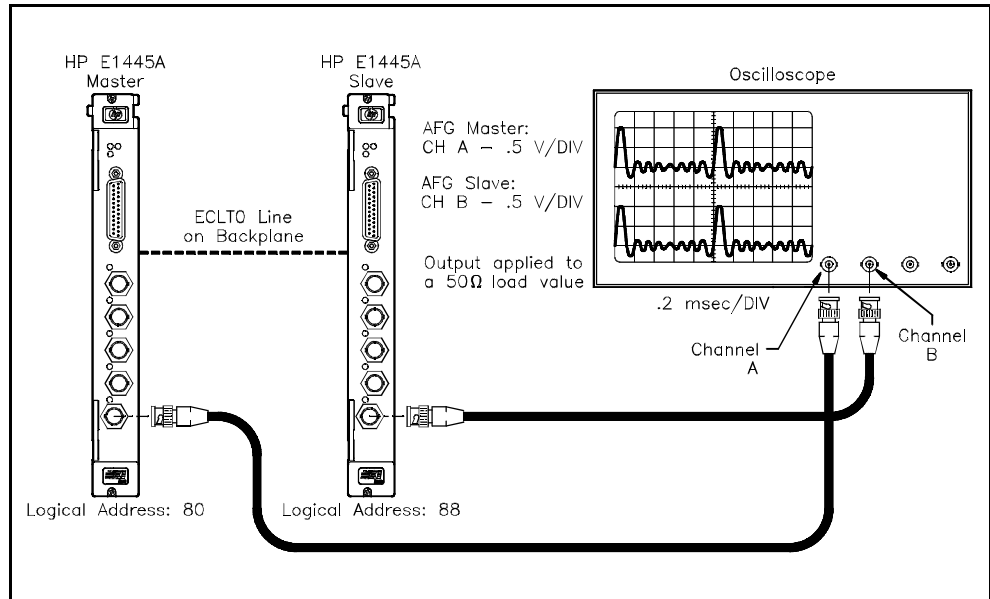 HP E1445A
Master
HP E1445A
Slave
Oscilloscope
AFG Master:
CH A - .5 V/DIV
AFG Slave:
CH B - .5 V/DIV
ECLT0 Line
on Backplane
Output applied to
a 50Ω load value
.2 msec/DIV
Channel
A
Channel
B
Logical Address: 80
Logical Address: 88